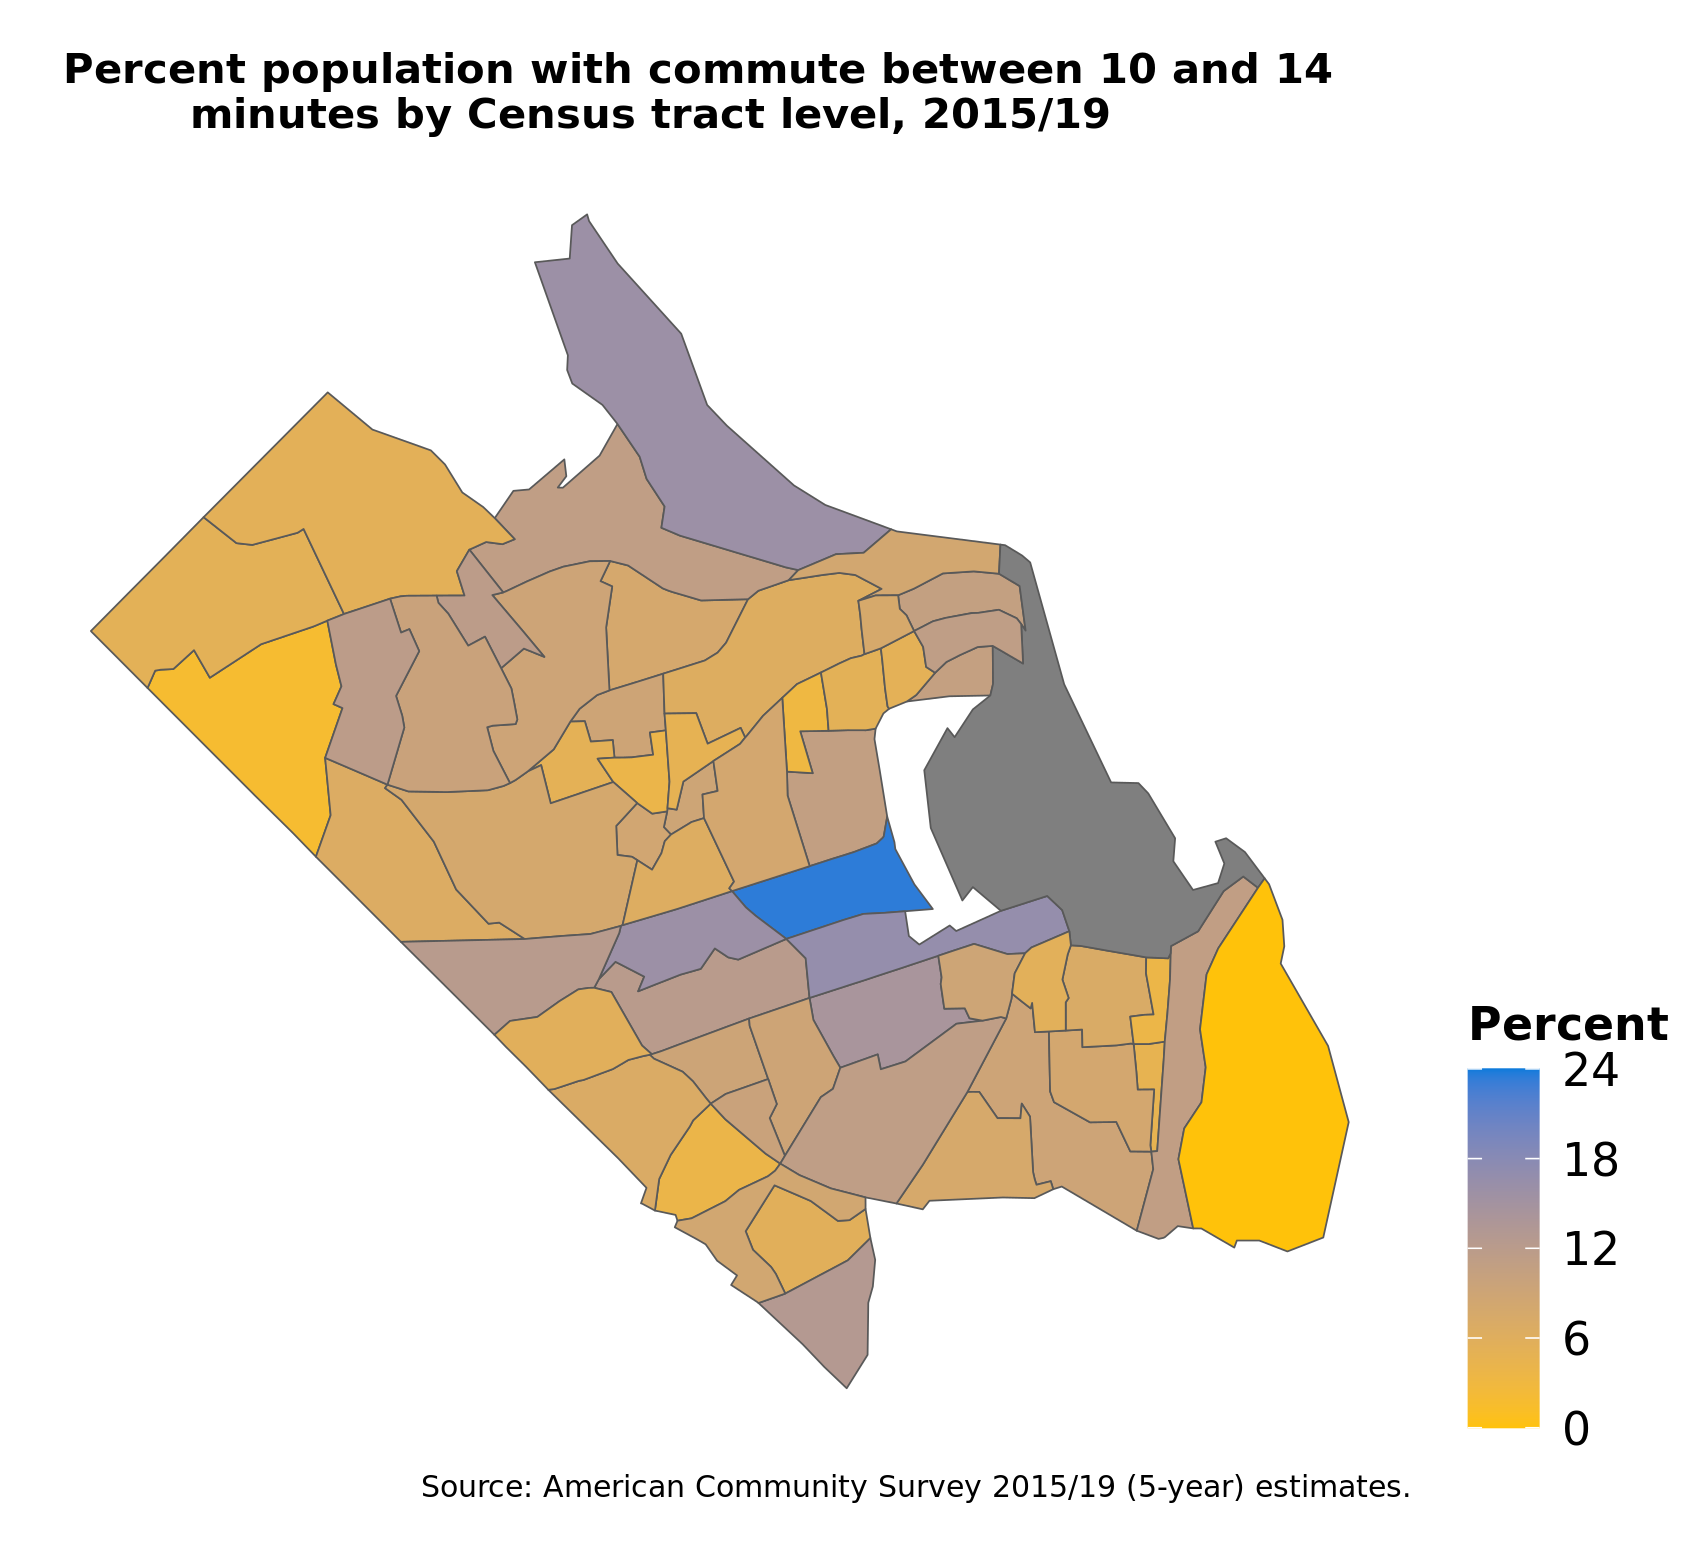 Percent population with commute between 10 and 14
minutes by Census tract level, 2015/19
Percent
24
18
12
6
0
Source: American Community Survey 2015/19 (5-year) estimates.